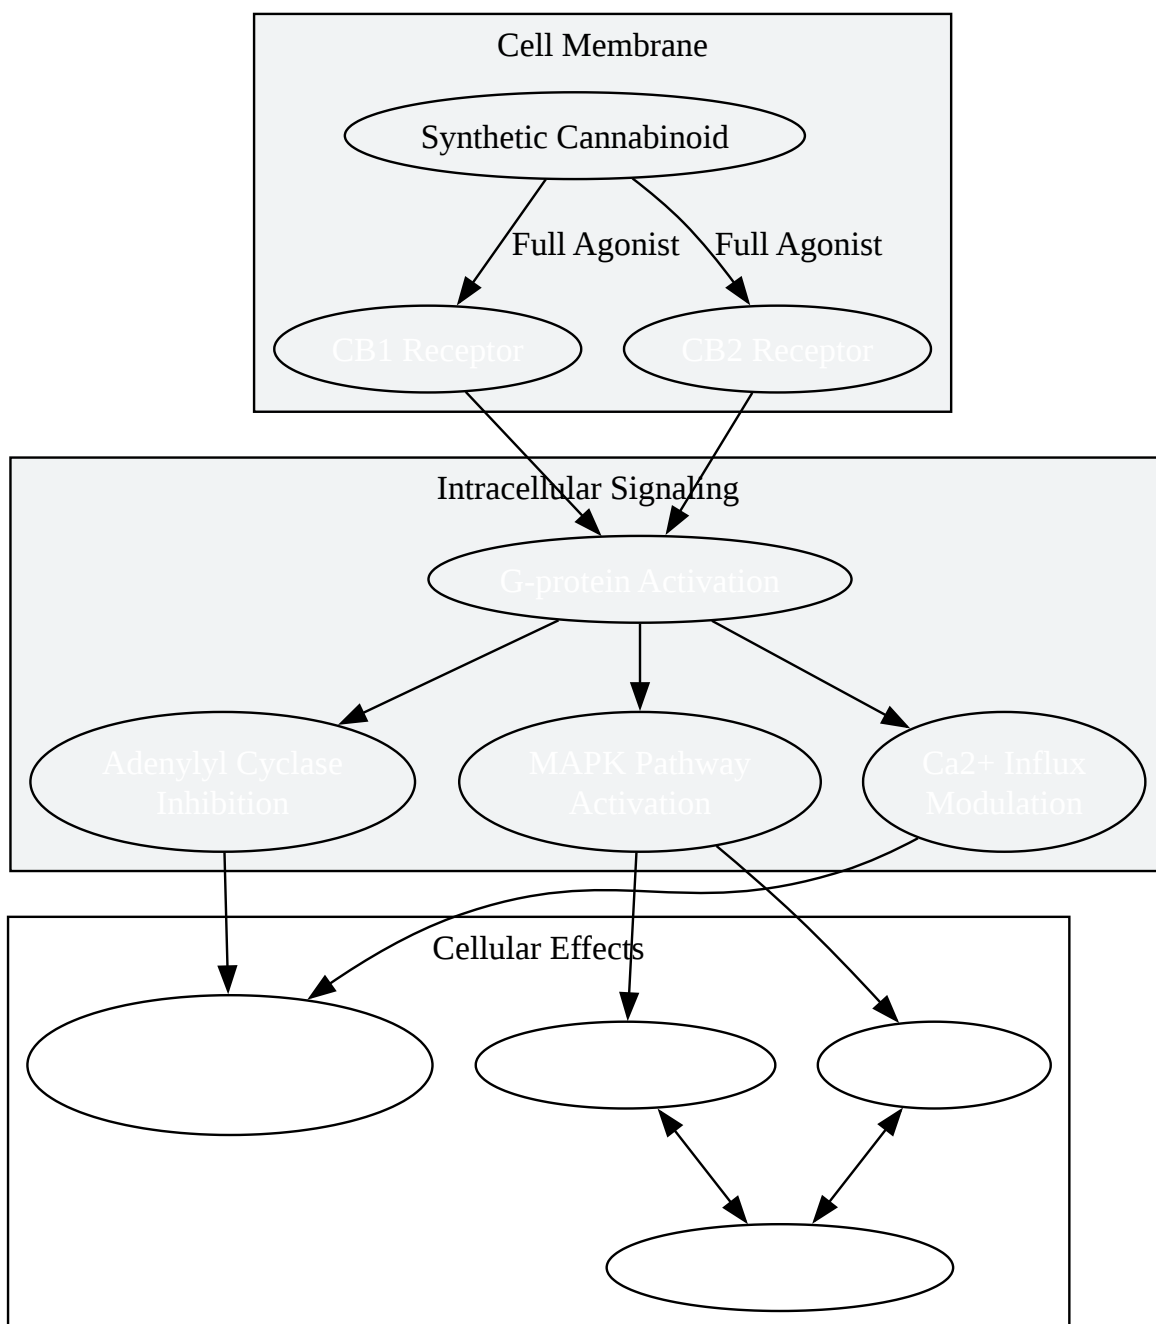 Cell Membrane
Synthetic Cannabinoid
Full Agonist Full Agonist
CB1 Receptor CB2 Receptor
Intracellular Signaling
G-protein Activation
Adenylyl Cyclase
Inhibition
MAPK Pathway
Activation
Ca2+ Influx
Modulation
Cellular Effects